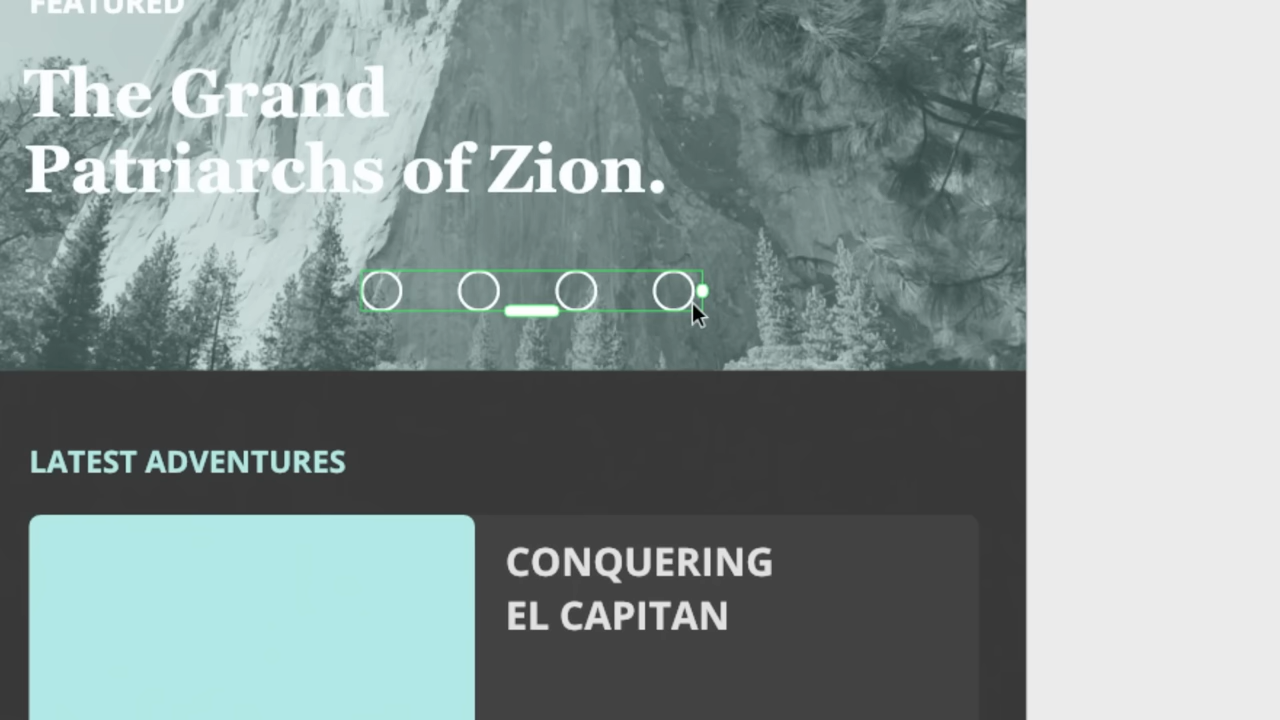 FEATURED
The Grand
Patriarchs of Zion.
LATEST ADVENTURES
CONQUERING
EL CAPITAN